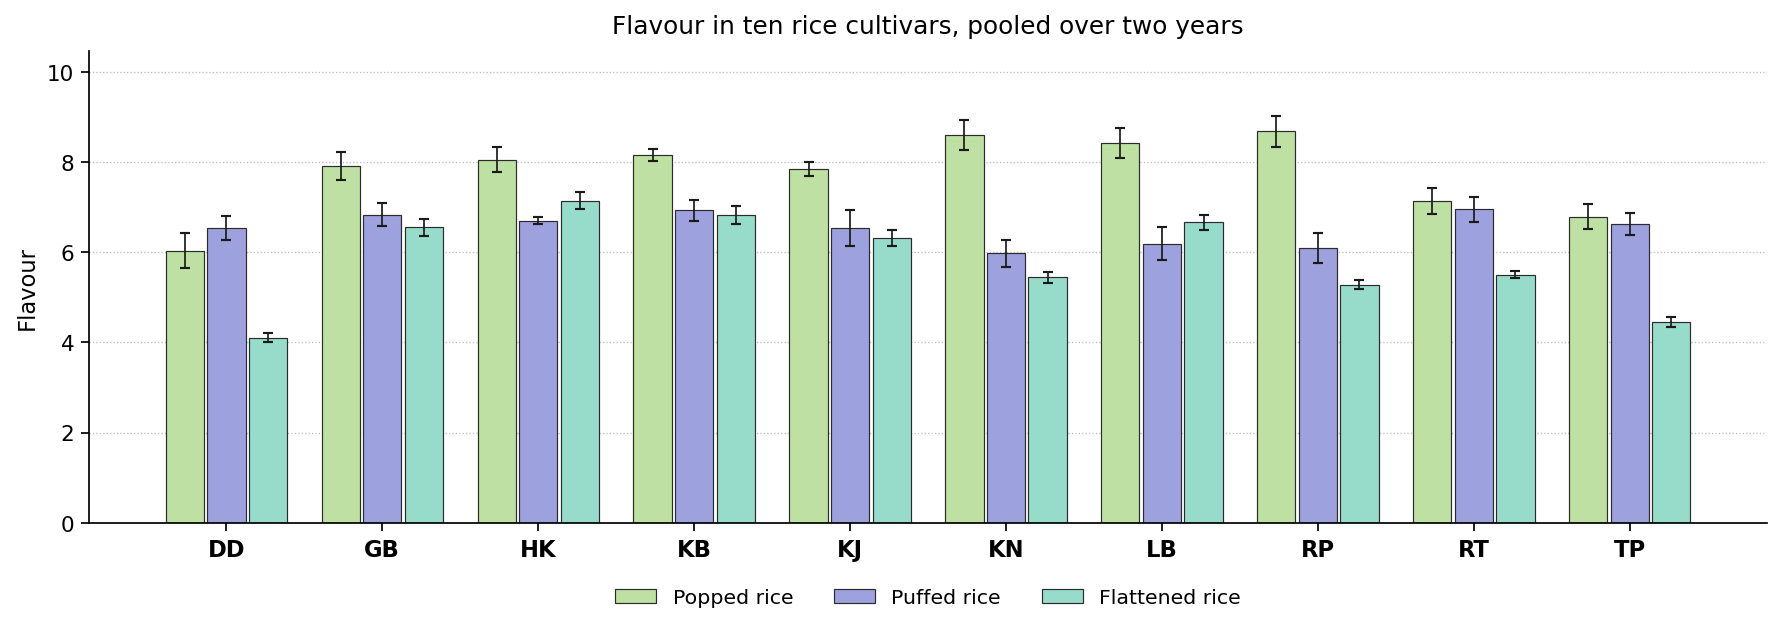 Flavour in ten rice cultivars, pooled over two years
Flavour
10
8
6
4
2
0
DD GB HK KB KJ KN LB RP RT TP
Popped rice Puffed rice Flattened rice